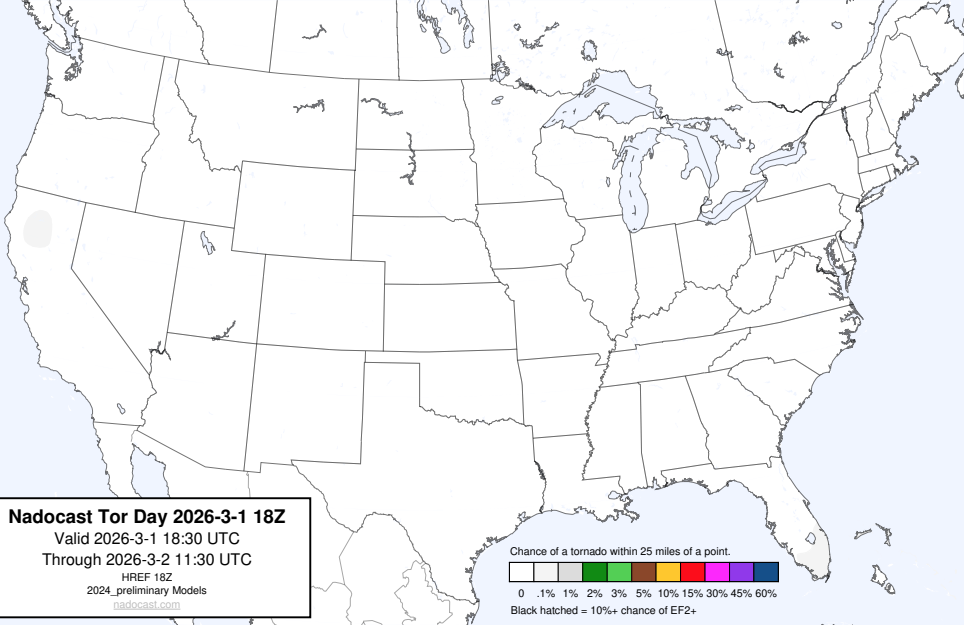 Nadocast Tor Day 2026-3-1 18Z
Valid 2026-3-1 18:30 UTC
Through 2026-3-2 11:30 UTC
HREF 18Z
2024_preliminary Models
nadocast.com
Chance of a tornado within 25 miles of a point.
0 .1% 1% 2% 3% 5% 10% 15% 30% 45% 60%
Black hatched = 10%+ chance of EF2+